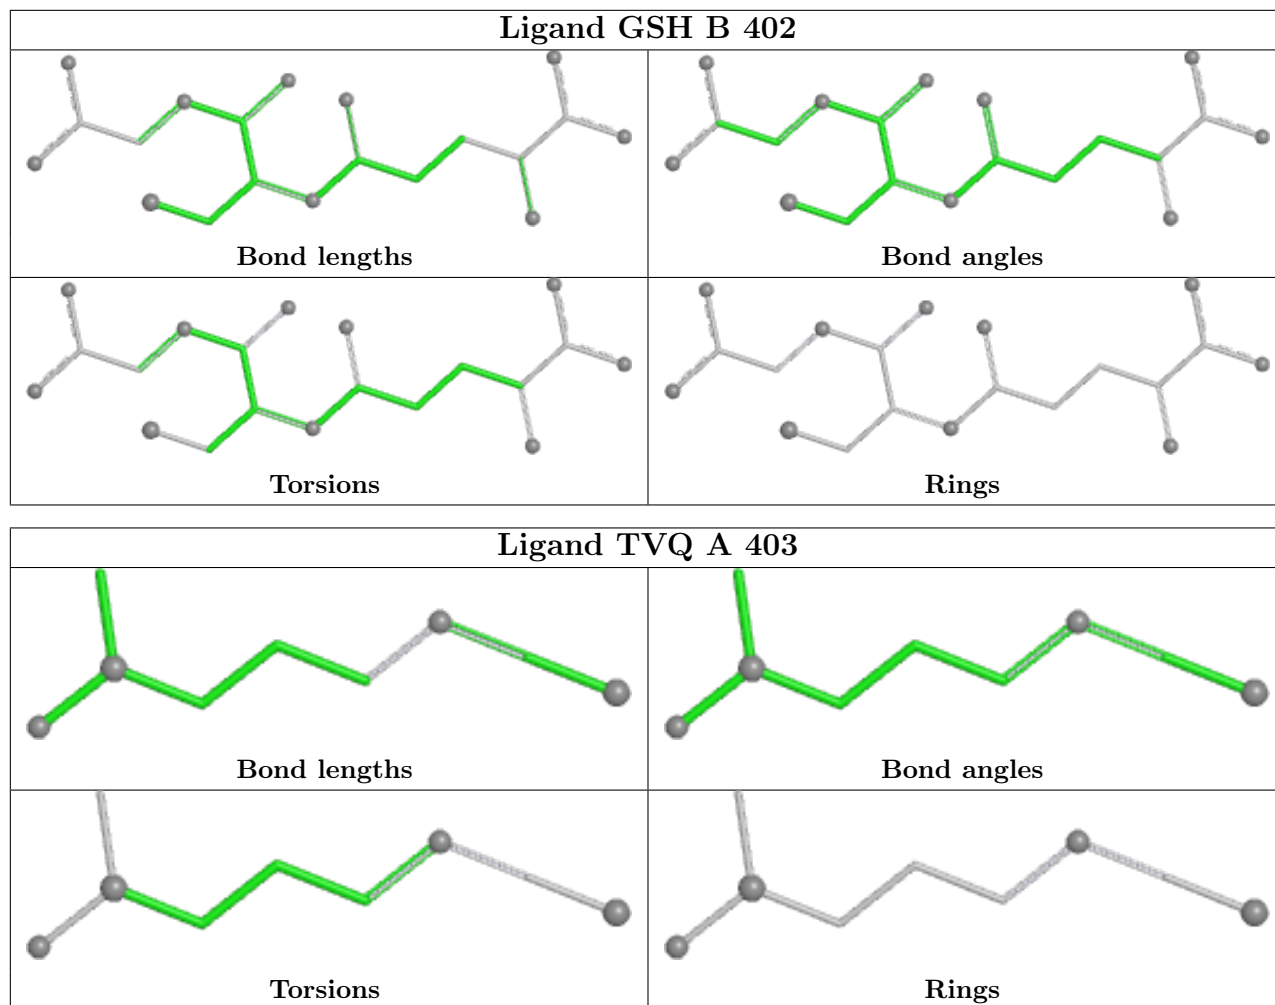 Ligand GSH B 402
Bond lengths
Bond angles
Torsions
Rings
Ligand TVQ A 403
Bond lengths
Bond angles
Torsions
Rings